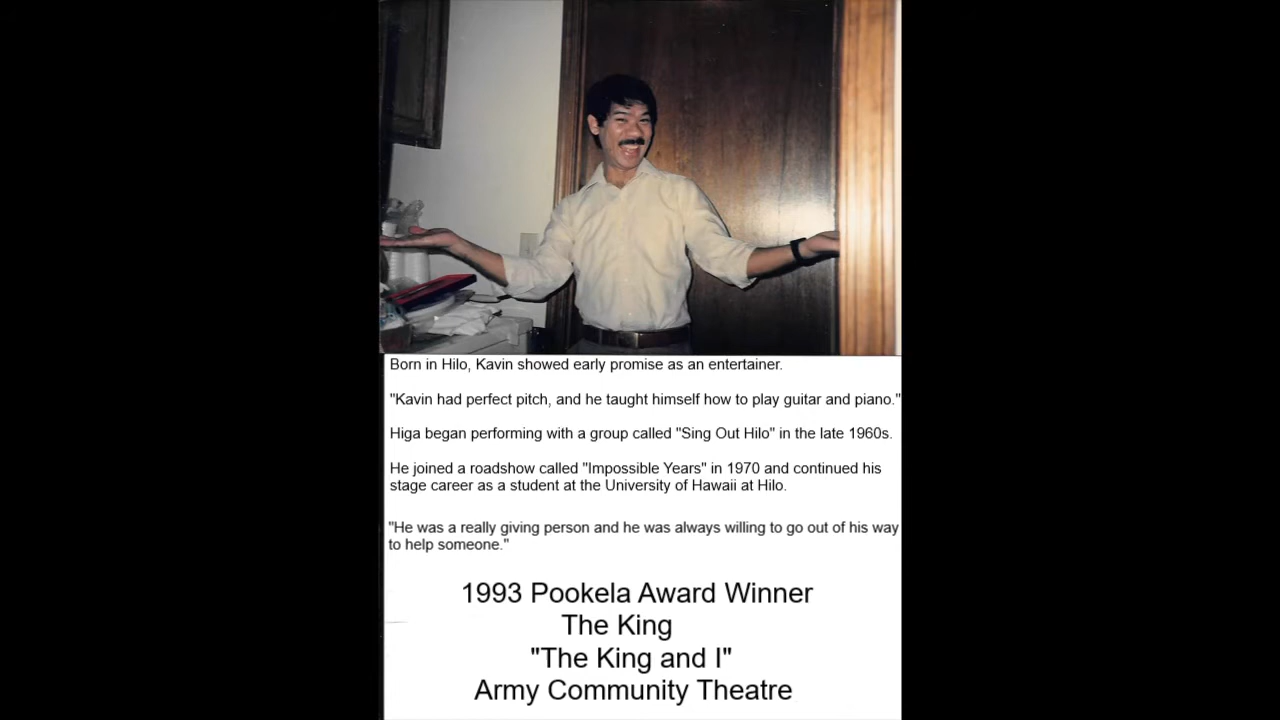 Born in Hilo, Kavin showed early promise as an entertainer.
"Kavin had perfect pitch, and he taught himself how to play guitar and piano."
Higa began performing with a group called "Sing Out Hilo" in the late 1960s.
He joined a roadshow called "Impossible Years" in 1970 and continued his
stage career as a student at the University of Hawaii at Hilo.
"He was a really giving person and he was always willing to go out of his way
to help someone."
1993 Pookela Award Winner
The King
"The King and I"
Army Community Theatre